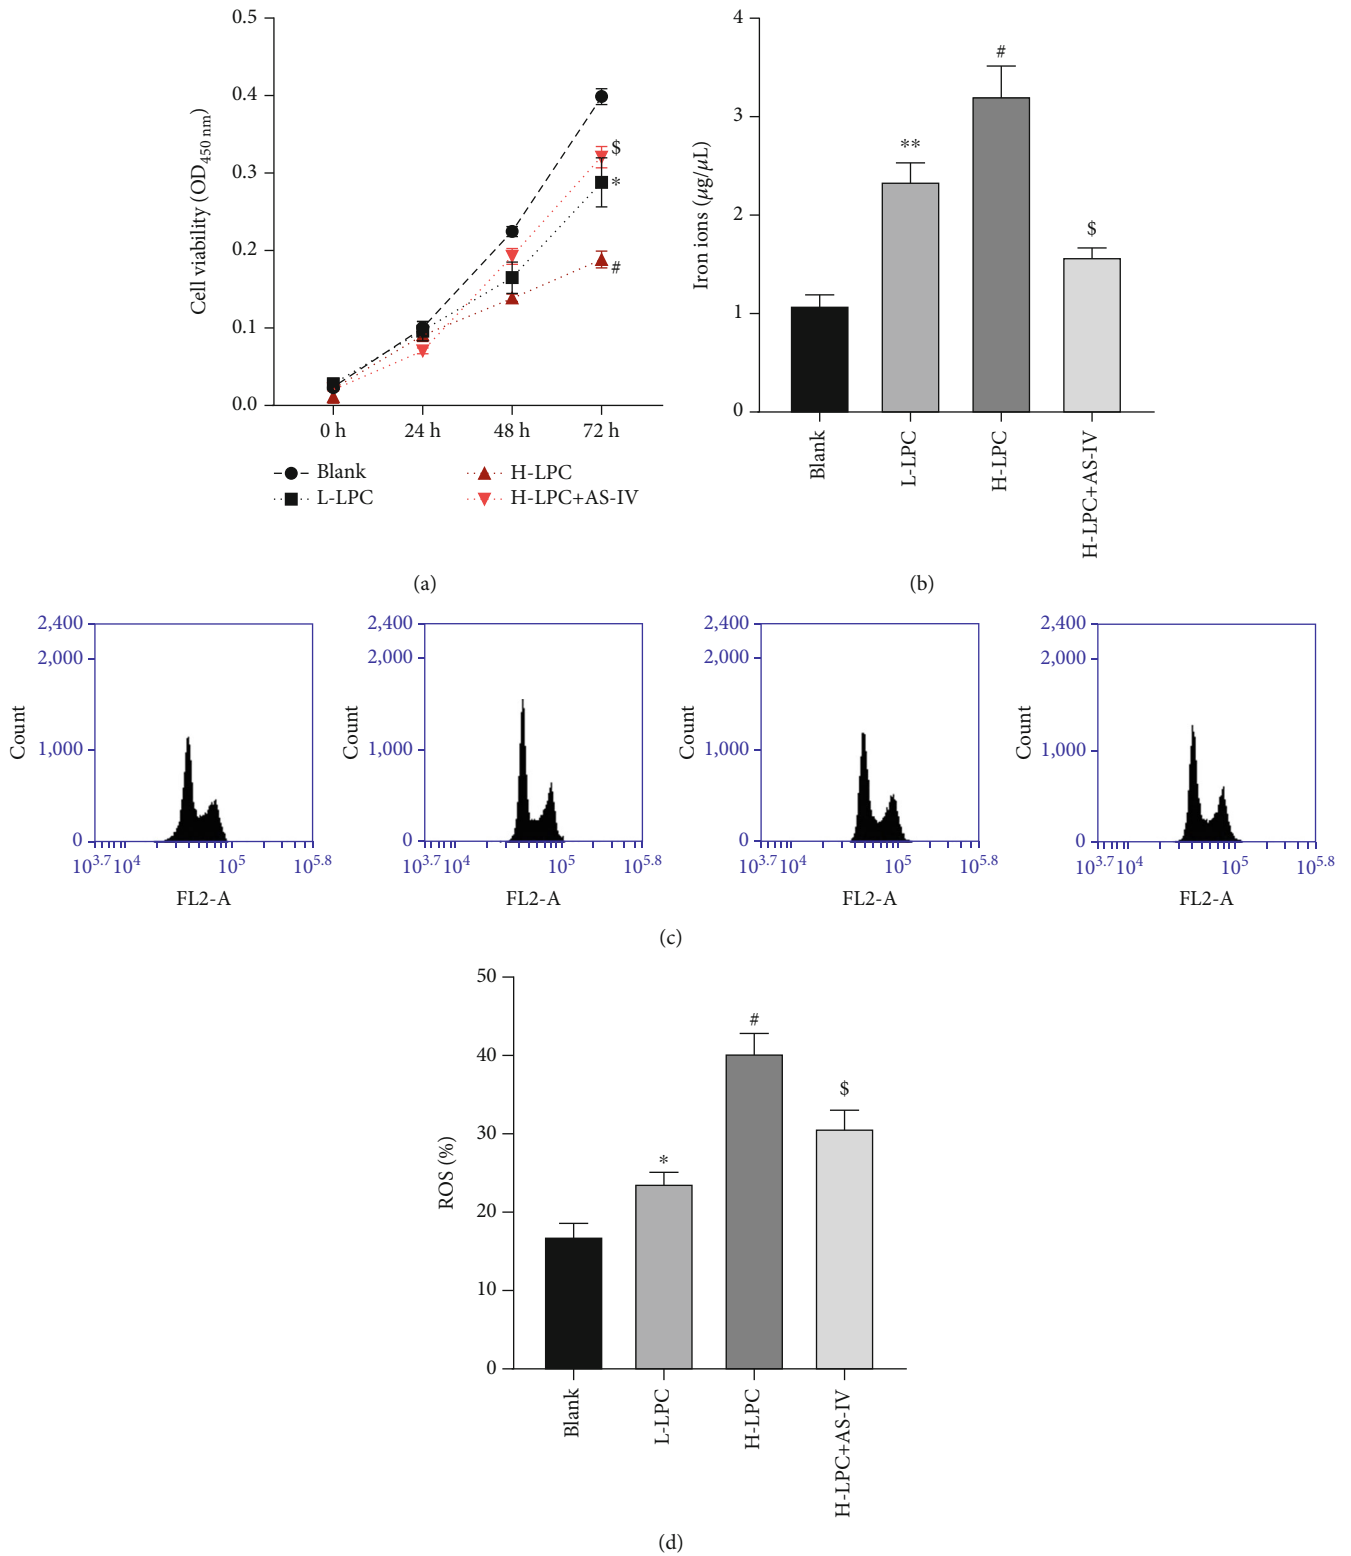 0.5
0.4
0.3
0.2
0.1
0.0
Cell viability (OD450 nm)
$
*
#
0 h 24 h 48 h 72 h
Blank H-LPC
L-LPC H-LPC+AS-IV
(a)
4
3
2
1
0
Iron ions (μg/μL)
**
#
$
Blank
L-LPC
H-LPC
H-LPC+AS-IV
(b)
2,400
2,000
1,000
0
Count
10^3.7 10^4 10^5 10^5.8
FL2-A
2,400
2,000
1,000
0
Count
10^3.7 10^4 10^5 10^5.8
FL2-A
2,400
2,000
1,000
0
Count
10^3.7 10^4 10^5 10^5.8
FL2-A
2,400
2,000
1,000
0
Count
10^3.7 10^4 10^5 10^5.8
FL2-A
(c)
50
40
30
20
10
0
ROS (%)
*
#
$
Blank
L-LPC
H-LPC
H-LPC+AS-IV
(d)